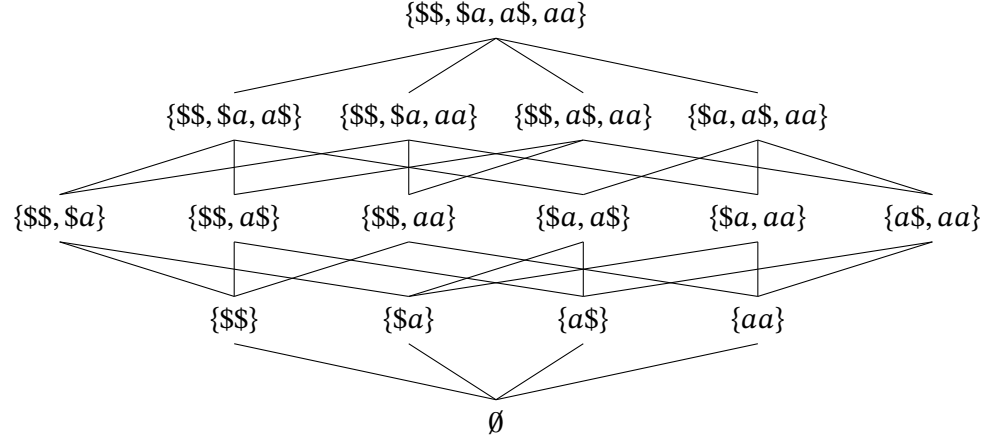 {$$, $a, a$, aa}
{$$, $a, a$} {$$, $a, aa} {$$, a$, aa} {$a, a$, aa}
{$$, $a} {$$, a$} {$$, aa} {$a, a$} {$a, aa} {a$, aa}
{$$} {$a} {a$} {aa}
∅